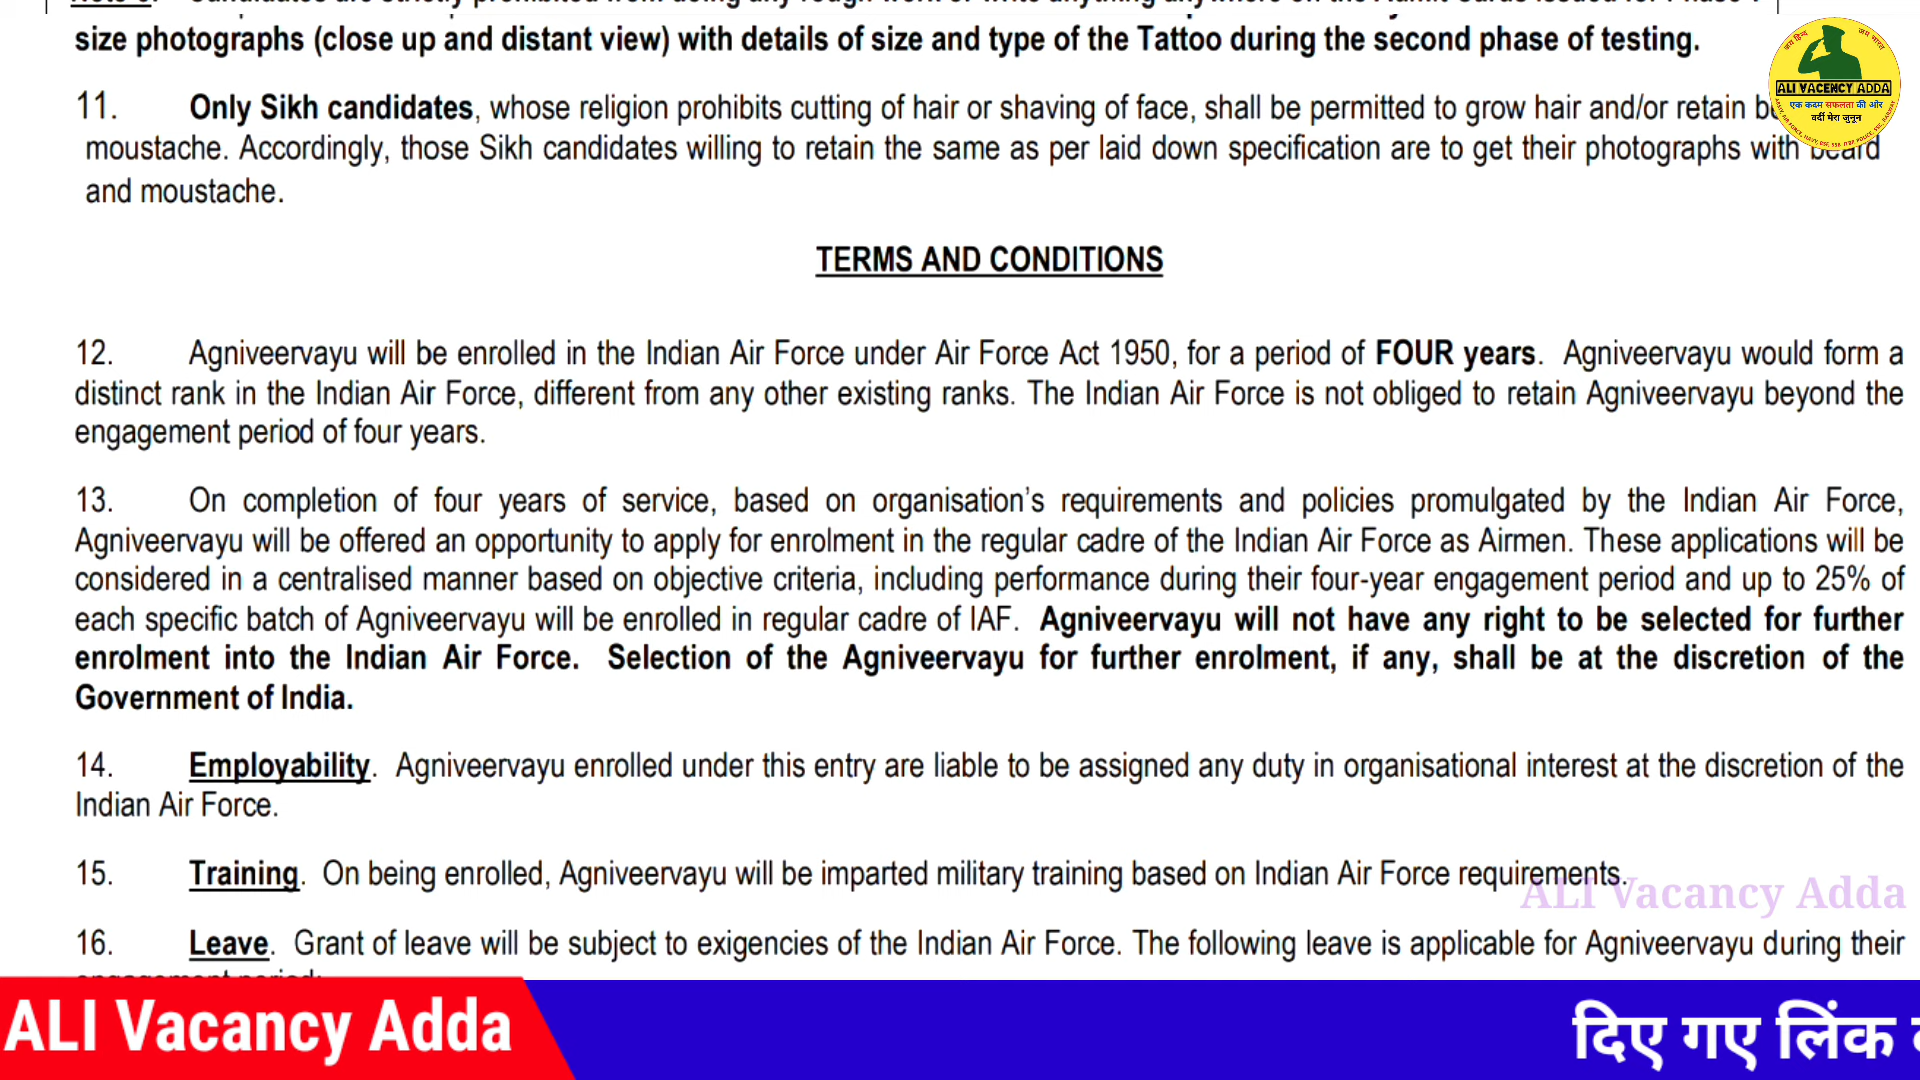 size photographs (close up and distant view) with details of size and type of the Tattoo during the second phase of testing.
11. Only Sikh candidates, whose religion prohibits cutting of hair or shaving of face, shall be permitted to grow hair and/or retain
moustache. Accordingly, those Sikh candidates willing to retain the same as per laid down specification are to get their photographs with beard
and moustache.
TERMS AND CONDITIONS
12. Agniveervayu will be enrolled in the Indian Air Force under Air Force Act 1950, for a period of FOUR years. Agniveervayu would form a
distinct rank in the Indian Air Force, different from any other existing ranks. The Indian Air Force is not obliged to retain Agniveervayu beyond the
engagement period of four years.
13. On completion of four years of service, based on organisation's requirements and policies promulgated by the Indian Air Force,
Agniveervayu will be offered an opportunity to apply for enrolment in the regular cadre of the Indian Air Force as Airmen. These applications will be
considered in a centralised manner based on objective criteria, including performance during their four-year engagement period and up to 25% of
each specific batch of Agniveervayu will be enrolled in regular cadre of IAF. Agniveervayu will not have any right to be selected for further
enrolment into the Indian Air Force. Selection of the Agniveervayu for further enrolment, if any, shall be at the discretion of the
Government of India.
14. Employability. Agniveervayu enrolled under this entry are liable to be assigned any duty in organisational interest at the discretion of the
Indian Air Force.
15. Training. On being enrolled, Agniveervayu will be imparted military training based on Indian Air Force requirements.
16. Leave. Grant of leave will be subject to exigencies of the Indian Air Force. The following leave is applicable for Agniveervayu during their
ALI Vacancy Adda
ALI Vacancy Adda
दिए गए लिंक
जय हिन्द
जय भारत
ALI VACENCY ADDA
एक कदम सफलता की ओर
वर्दी मेरा जुनून